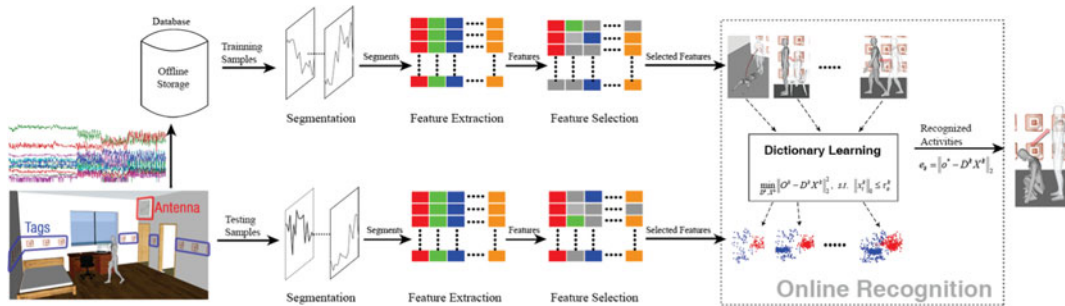 Database
Offline
Storage
Trainning
Samples
Segmentation
Segments
Feature Extraction
Features
Feature Selection
Selected Features
Dictionary Learning
Recognized
Activities
Antenna
Tags
Testing
Samples
Segmentation
Segments
Feature Extraction
Features
Feature Selection
Selected Features
Online Recognition